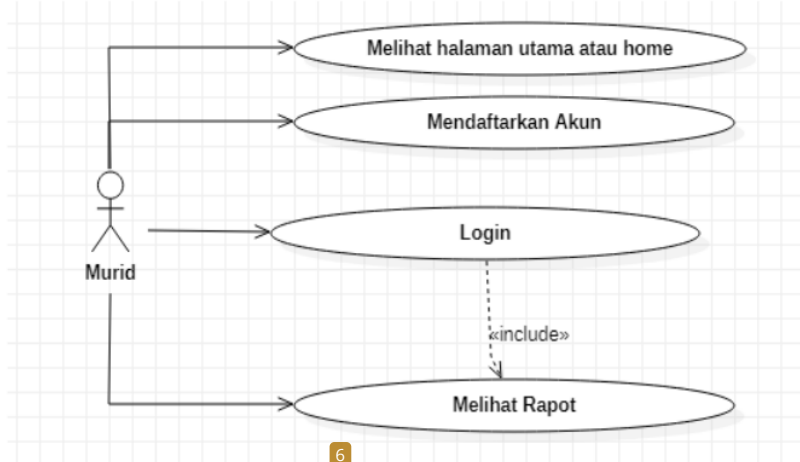 Melihat halaman utama atau home
Mendaftarkan Akun
Login
Murid
«include»
Melihat Rapot
6